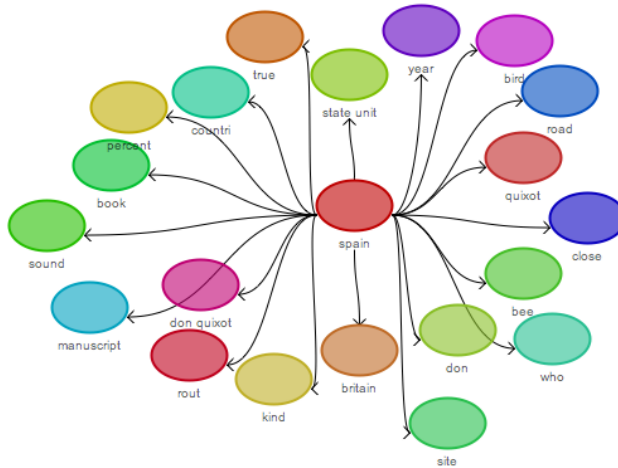 true
year
bird
state unit
countri
road
percent
quixot
book
spain
sound
close
bee
don quixot
manuscript
don
who
rout
britain
kind
site